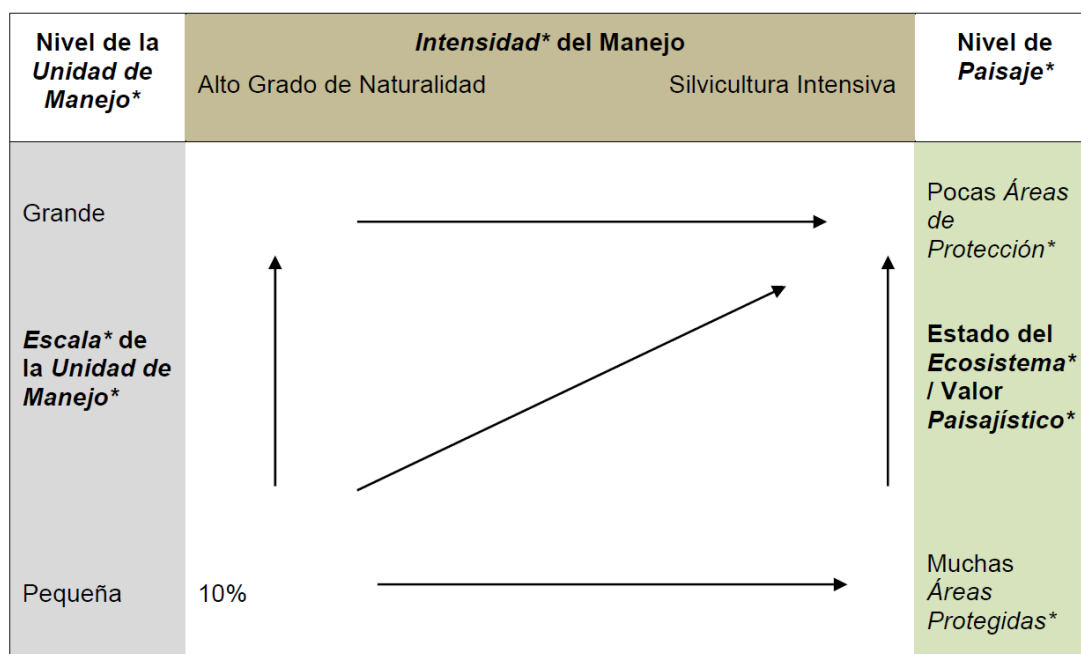 Nivel de la
Unidad de
Manejo*
Intensidad* del Manejo
Alto Grado de Naturalidad
Silvicultura Intensiva
Nivel de
Paisaje*
Grande
Escala* de
la Unidad de
Manejo*
Pequeña
10%
Pocas Áreas
de
Protección*
Estado del
Ecosistema*
/ Valor
Paisajístico*
Muchas
Áreas
Protegidas*